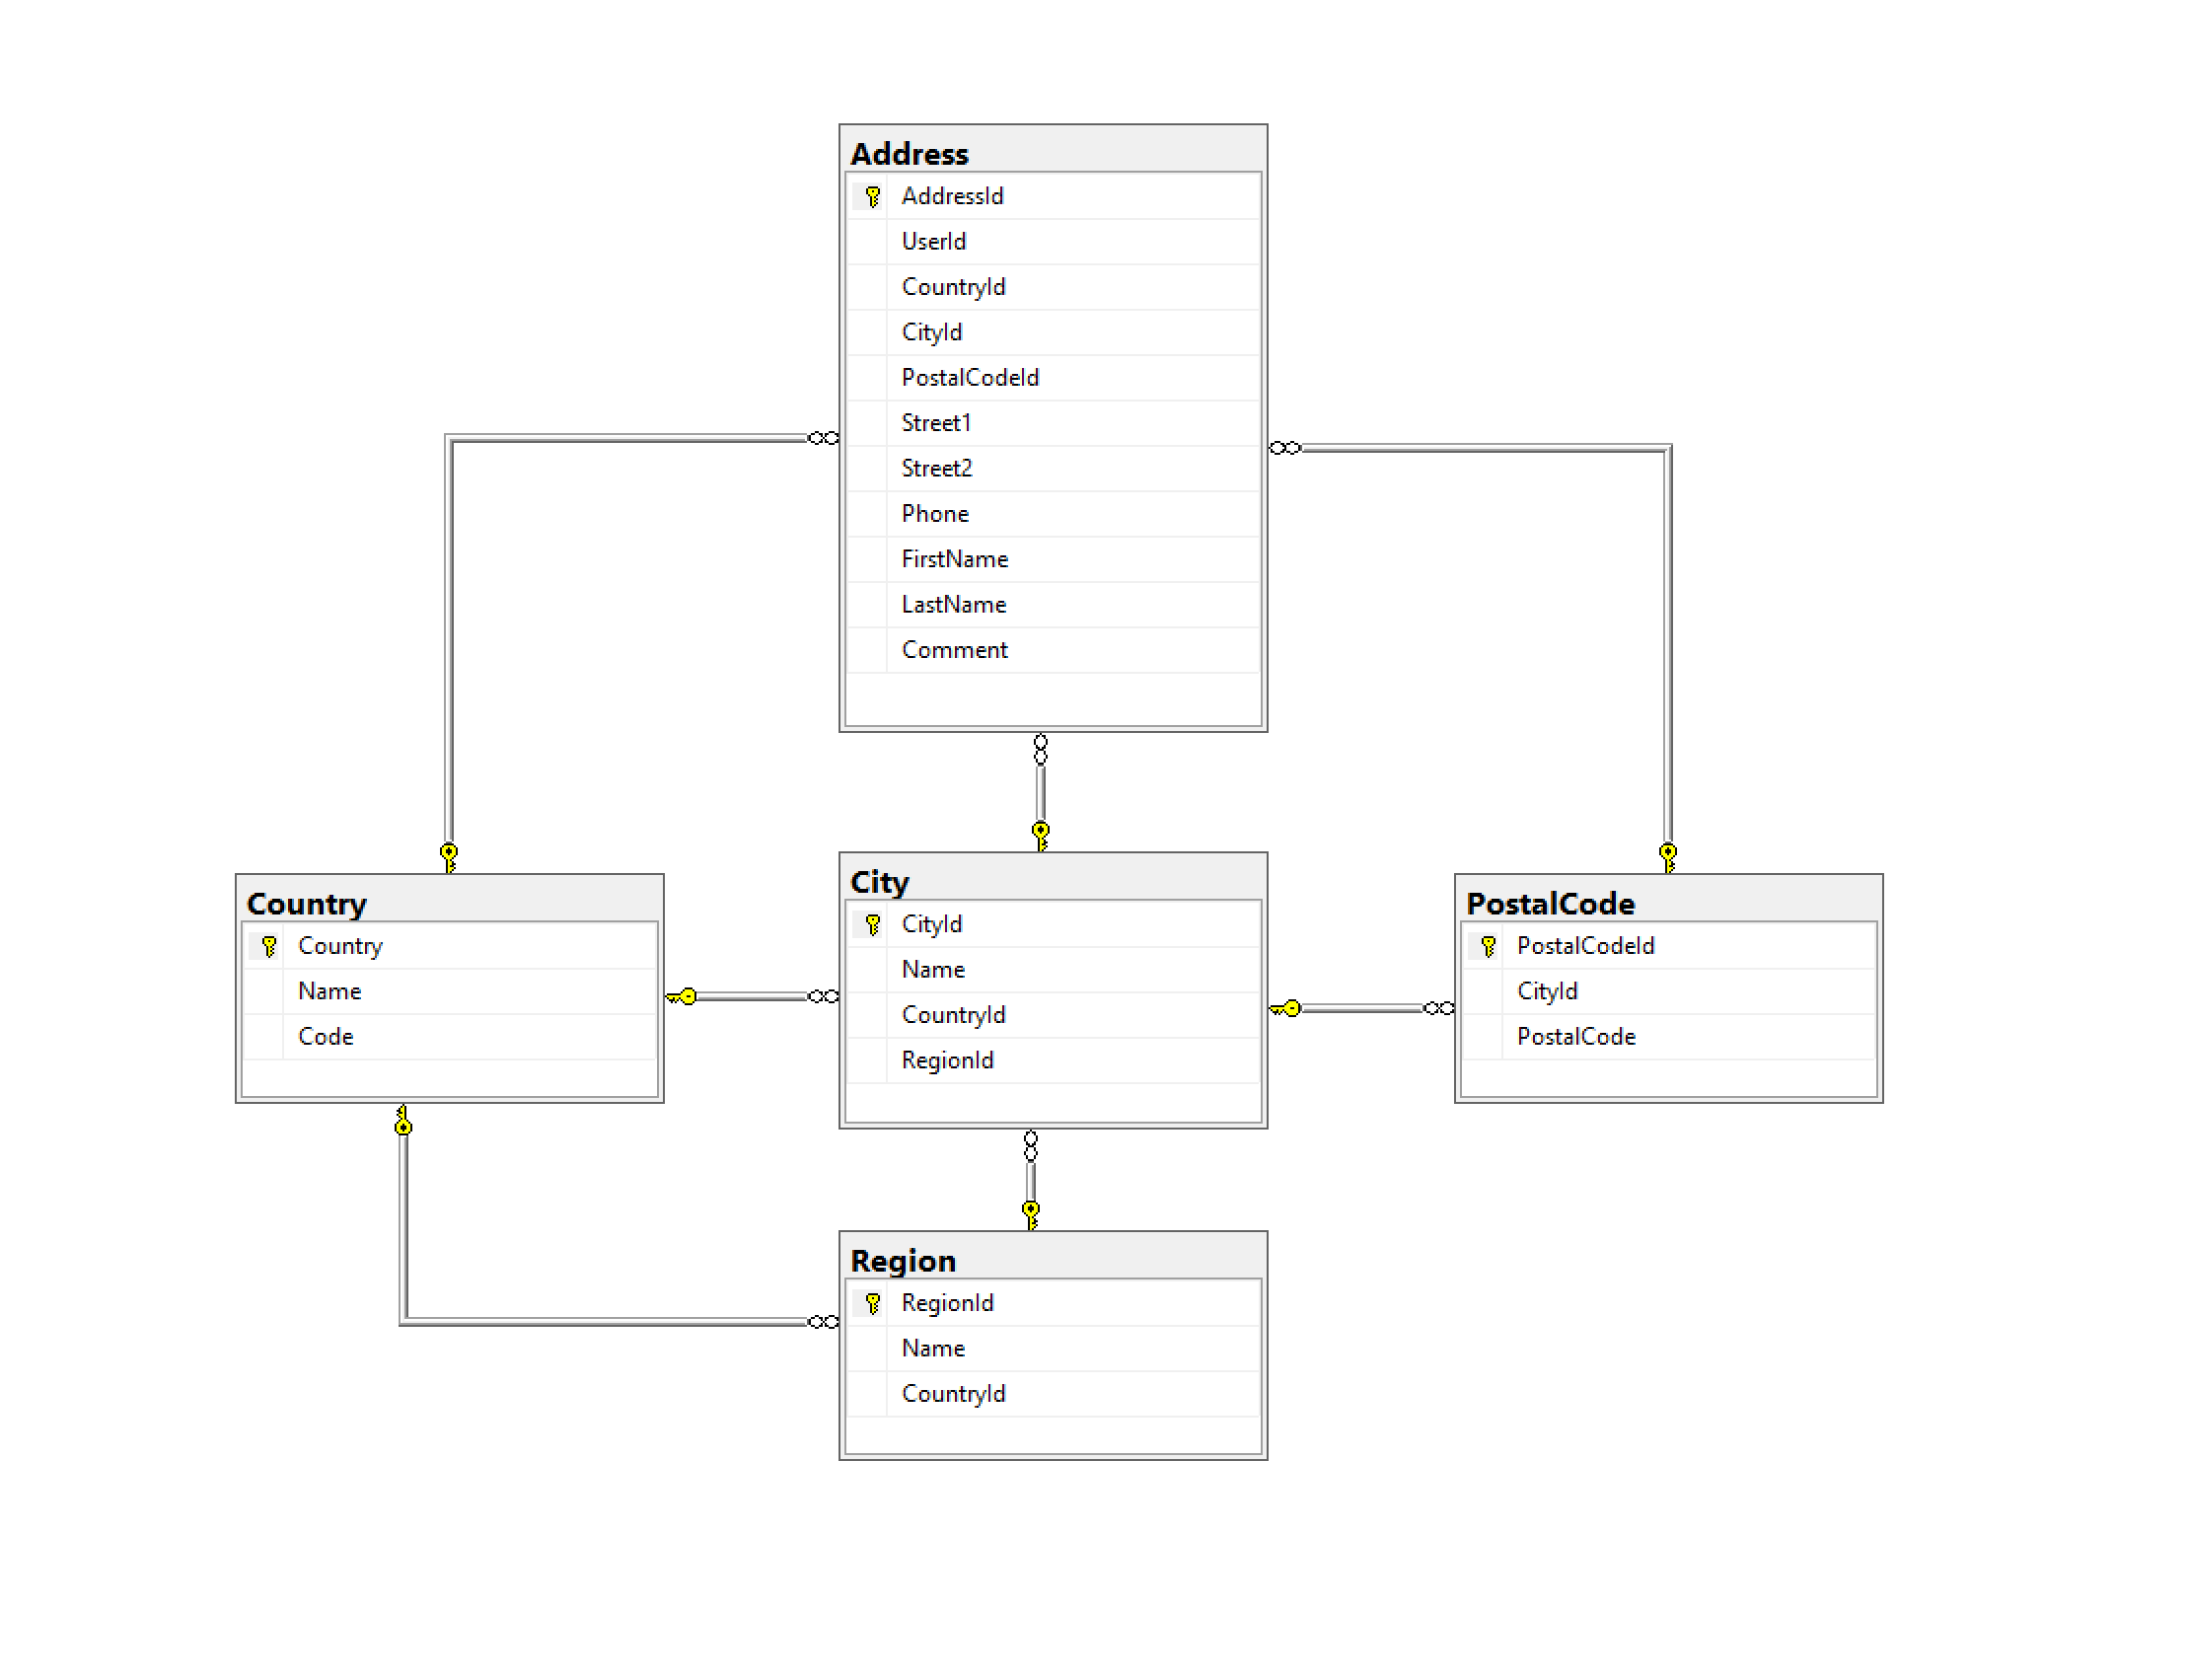 Address
AddressId
UserId
CountryId
CityId
PostalCodeId
Street1
Street2
Phone
FirstName
LastName
Comment
Country
Country
Name
Code
City
CityId
Name
CountryId
RegionId
PostalCode
PostalCodeId
CityId
PostalCode
Region
RegionId
Name
CountryId